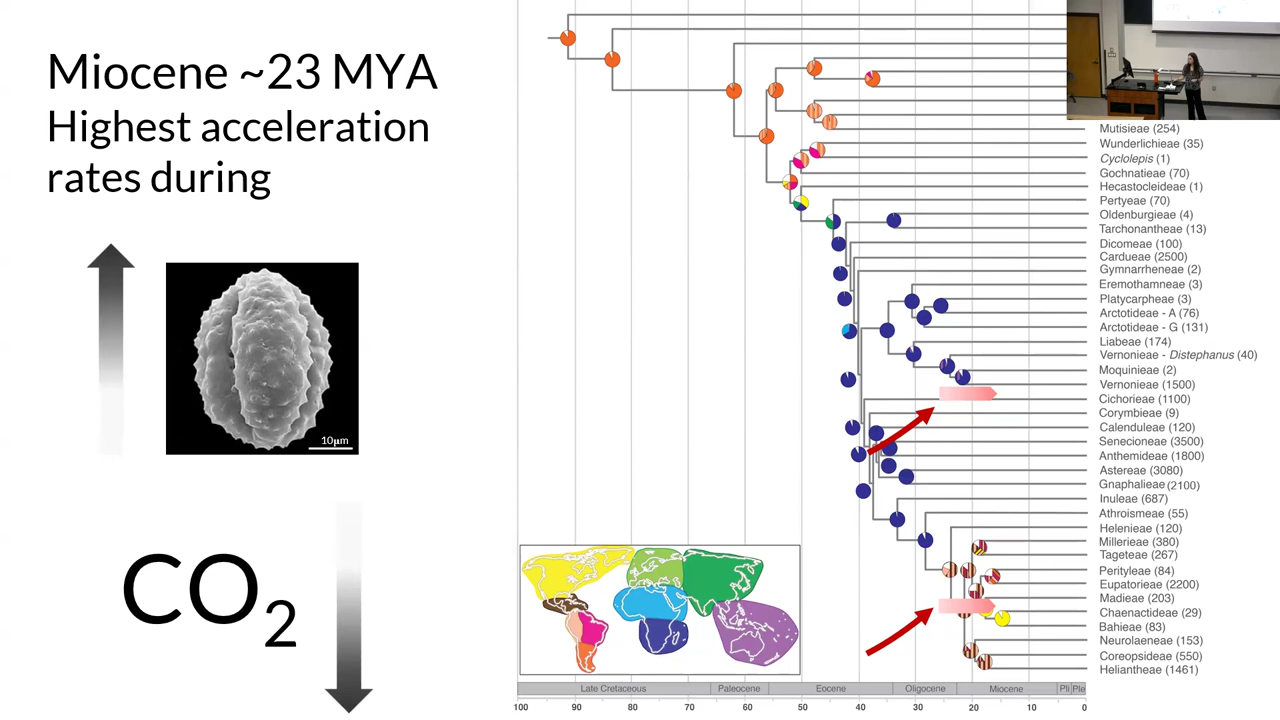 Miocene ~23 MYA
Highest acceleration
rates during
10μm
CO2
Mutisieae (254)
Wunderlichieae (35)
Cyclolepis (1)
Gochnatieae (70)
Hecastocleideae (1)
Pertyeae (70)
Oldenburgieae (4)
Tarchonantheae (13)
Dicomeae (100)
Cardueae (2500)
Gymnarrheneae (2)
Eremothamneae (3)
Platycarpheae (3)
Arctotideae - A (76)
Arctotideae - G (131)
Liabeae (174)
Vernonieae - Distephanus (40)
Moquinieae (2)
Vernonieae (1500)
Cichorieae (1100)
Corymbieae (9)
Calenduleae (120)
Senecioneae (3500)
Anthemideae (1800)
Astereae (3080)
Gnaphalieae (2100)
Inuleae (687)
Athroismeae (55)
Helenieae (120)
Millerieae (380)
Tageteae (267)
Perityleae (84)
Eupatorieae (2200)
Madieae (203)
Chaenactideae (29)
Bahieae (83)
Neurolaeneae (153)
Coreopsideae (550)
Heliantheae (1461)
Late Cretaceous Paleocene Eocene Oligocene Miocene Pli Ple
100 90 80 70 60 50 40 30 20 10 0